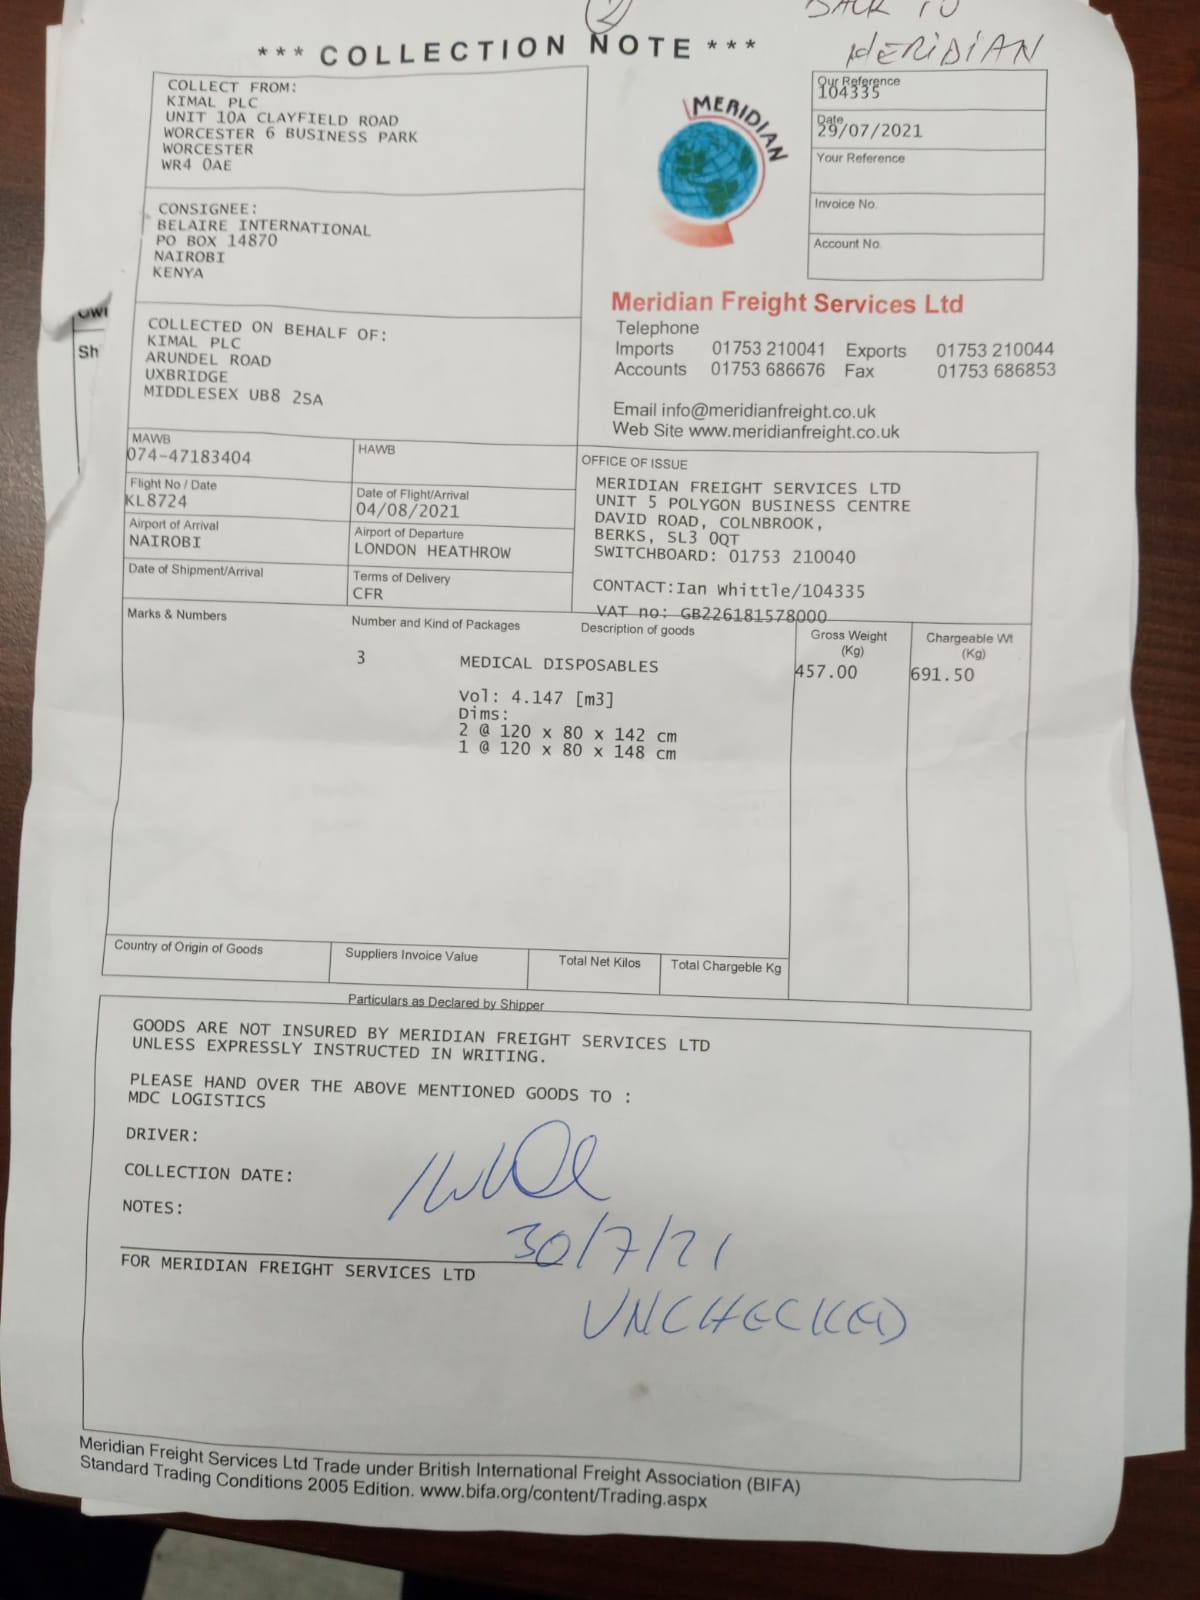 2
BACK TO
MERIDIAN
*** COLLECTION NOTE ***
COLLECT FROM:
KIMAL PLC
UNIT 10A CLAYFIELD ROAD
WORCESTER 6 BUSINESS PARK
WORCESTER
WR4 0AE
MERIDIAN
Our Reference
104335
Date
29/07/2021
Your Reference
Invoice No.
Account No.
CONSIGNEE:
BELAIRE INTERNATIONAL
PO BOX 14870
NAIROBI
KENYA
Meridian Freight Services Ltd
Telephone
Imports 01753 210041 Exports 01753 210044
Accounts 01753 686676 Fax 01753 686853
Email info@meridianfreight.co.uk
Web Site www.meridianfreight.co.uk
Sh
COLLECTED ON BEHALF OF:
KIMAL PLC
ARUNDEL ROAD
UXBRIDGE
MIDDLESEX UB8 2SA
MAWB
074-47183404
HAWB
Flight No / Date
KL8724
Date of Flight/Arrival
04/08/2021
Airport of Arrival
NAIROBI
Airport of Departure
LONDON HEATHROW
Date of Shipment/Arrival
Terms of Delivery
CFR
OFFICE OF ISSUE
MERIDIAN FREIGHT SERVICES LTD
UNIT 5 POLYGON BUSINESS CENTRE
DAVID ROAD, COLNBROOK,
BERKS, SL3 0QT
SWITCHBOARD: 01753 210040
CONTACT:Ian Whittle/104335
VAT no: GB226181578000
Marks & Numbers
Number and Kind of Packages
Description of goods
Gross Weight
(Kg)
Chargeable Wt
(Kg)
3 MEDICAL DISPOSABLES 457.00 691.50
Vol: 4.147 [m3]
Dims:
2 @ 120 x 80 x 142 cm
1 @ 120 x 80 x 148 cm
Country of Origin of Goods
Suppliers Invoice Value
Total Net Kilos
Total Chargeable Kg
Particulars as Declared by Shipper
GOODS ARE NOT INSURED BY MERIDIAN FREIGHT SERVICES LTD
UNLESS EXPRESSLY INSTRUCTED IN WRITING.
PLEASE HAND OVER THE ABOVE MENTIONED GOODS TO :
MDC LOGISTICS
DRIVER:
COLLECTION DATE:
NOTES:
30/7/21
FOR MERIDIAN FREIGHT SERVICES LTD
UNCHECKED
Meridian Freight Services Ltd Trade under British International Freight Association (BIFA)
Standard Trading Conditions 2005 Edition. www.bifa.org/content/Trading.aspx